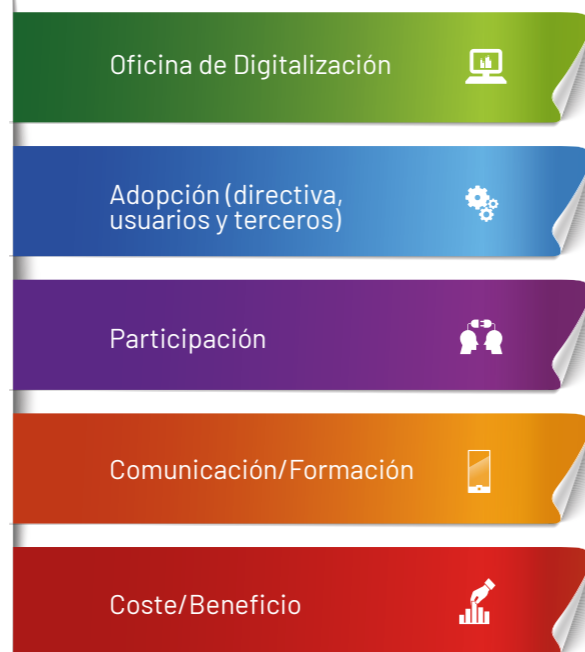 Oficina de Digitalización
Adopción (directiva,
usuarios y terceros)
Participación
Comunicación/Formación
Coste/Beneficio